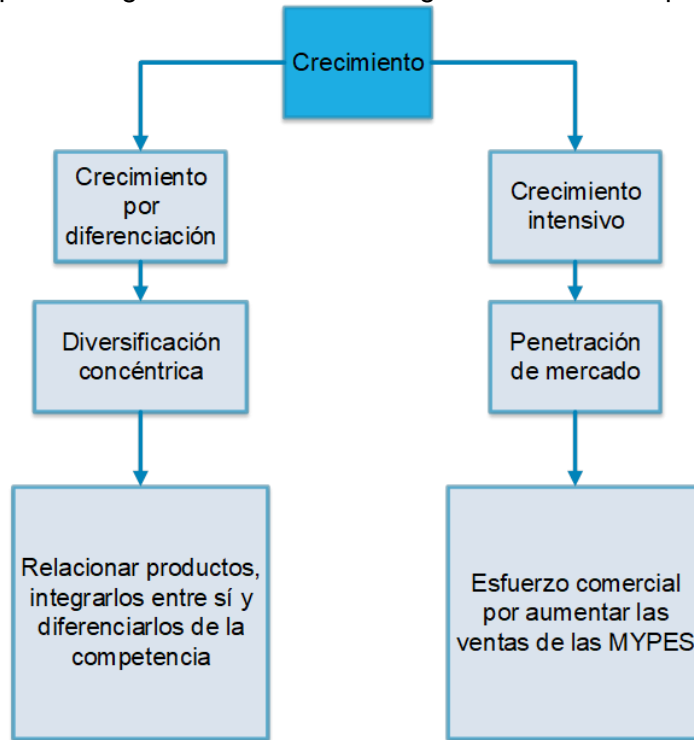 Crecimiento
Crecimiento
por
diferenciación
Crecimiento
intensivo
Diversificación
concéntrica
Penetración
de mercado
Relacionar productos,
integrarlos entre sí y
diferenciarlos de la
competencia
Esfuerzo comercial
por aumentar las
ventas de las MYPES